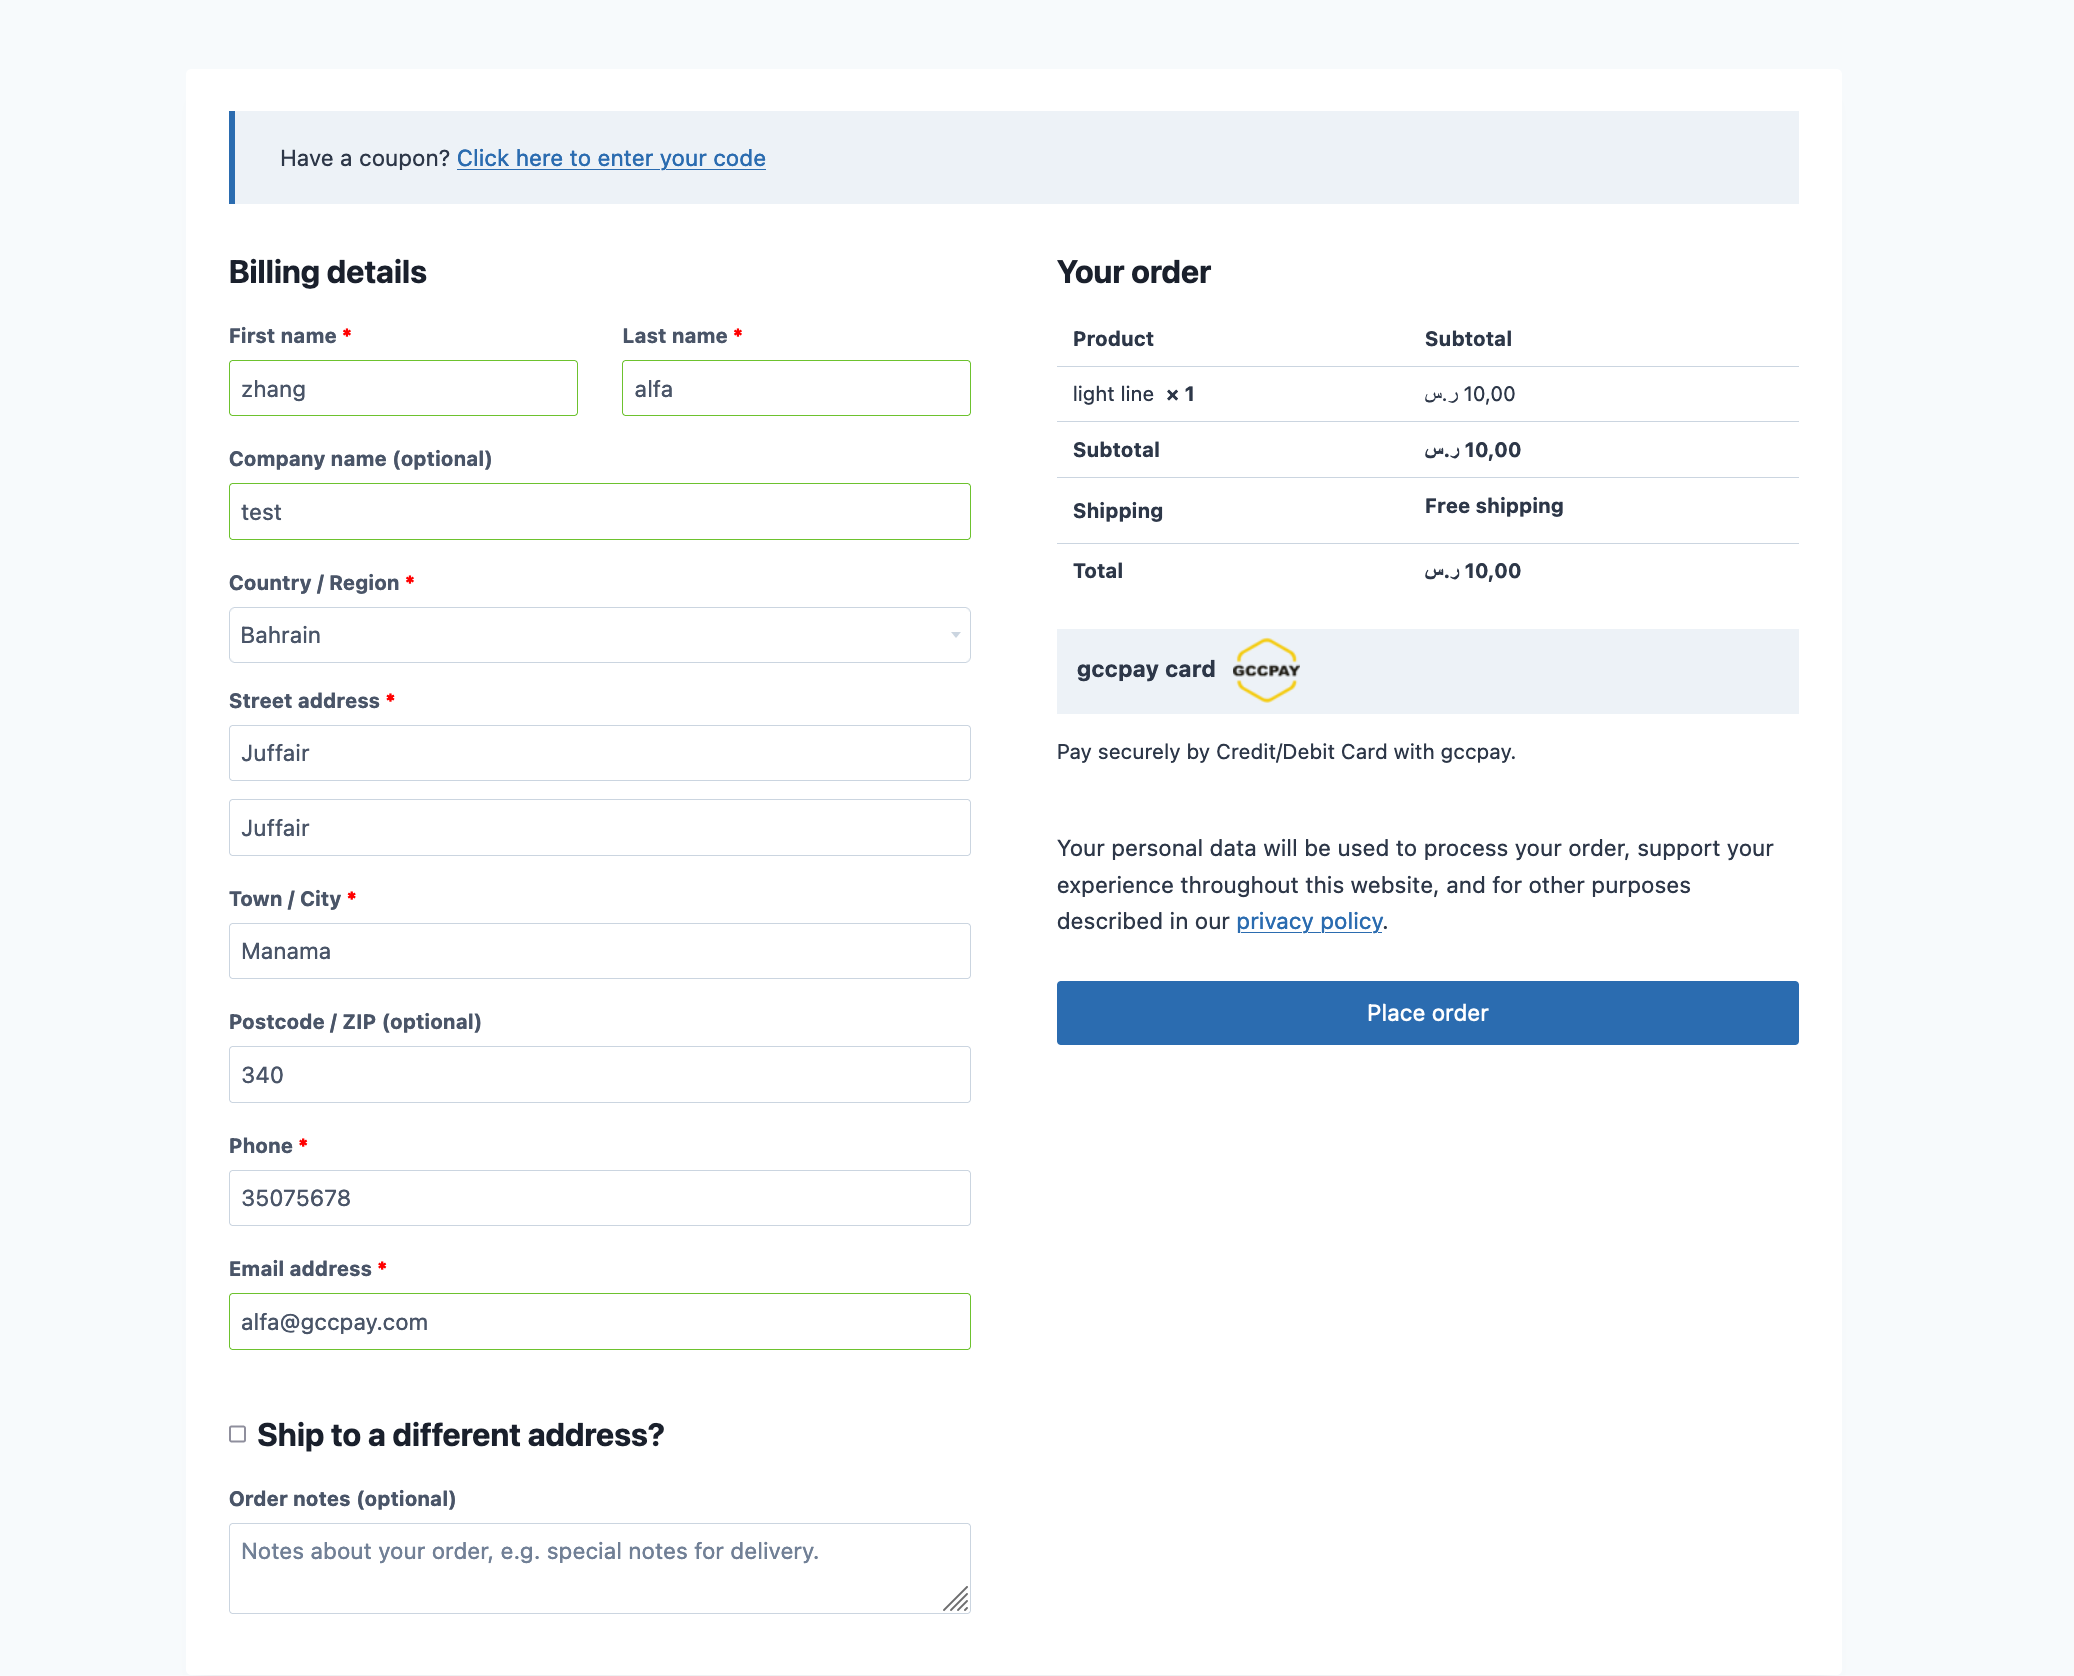 Have a coupon? Click here to enter your code
Billing details
First name *
Last name *
zhang
alfa
Company name (optional)
test
Country / Region *
Bahrain
Street address *
Juffair
Juffair
Town / City *
Manama
Postcode / ZIP (optional)
340
Phone *
35075678
Email address *
alfa@gccpay.com
Ship to a different address?
Order notes (optional)
Notes about your order, e.g. special notes for delivery.
Your order
Product Subtotal
light line × 1 ر.س 10,00
Subtotal ر.س 10,00
Shipping Free shipping
Total ر.س 10,00
gccpay card GCCPAY
Pay securely by Credit/Debit Card with gccpay.
Your personal data will be used to process your order, support your
experience throughout this website, and for other purposes
described in our privacy policy.
Place order